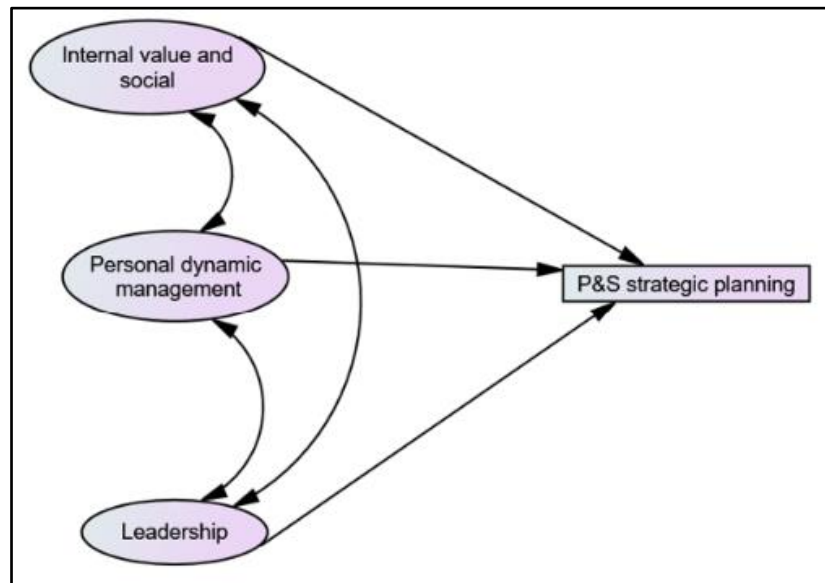 Internal value and
social
Personal dynamic
management
P&S strategic planning
Leadership